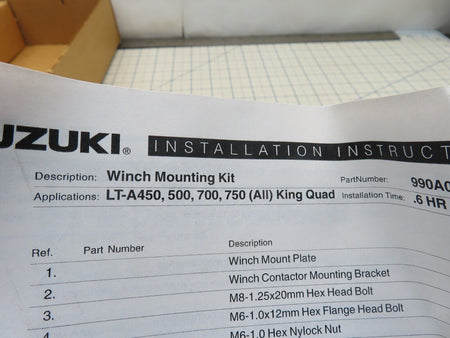 UZUKI® INSTALLATION INSTRUCT
Description: Winch Mounting Kit PartNumber: 990A0
Applications: LT-A450, 500, 700, 750 (All) King Quad Installation Time: .6 HR
Ref. Part Number Description
1. Winch Mount Plate
2. Winch Contactor Mounting Bracket
3. M8-1.25x20mm Hex Head Bolt
4. M6-1.0x12mm Hex Flange Head Bolt
M6-1.0 Hex Nylock Nut